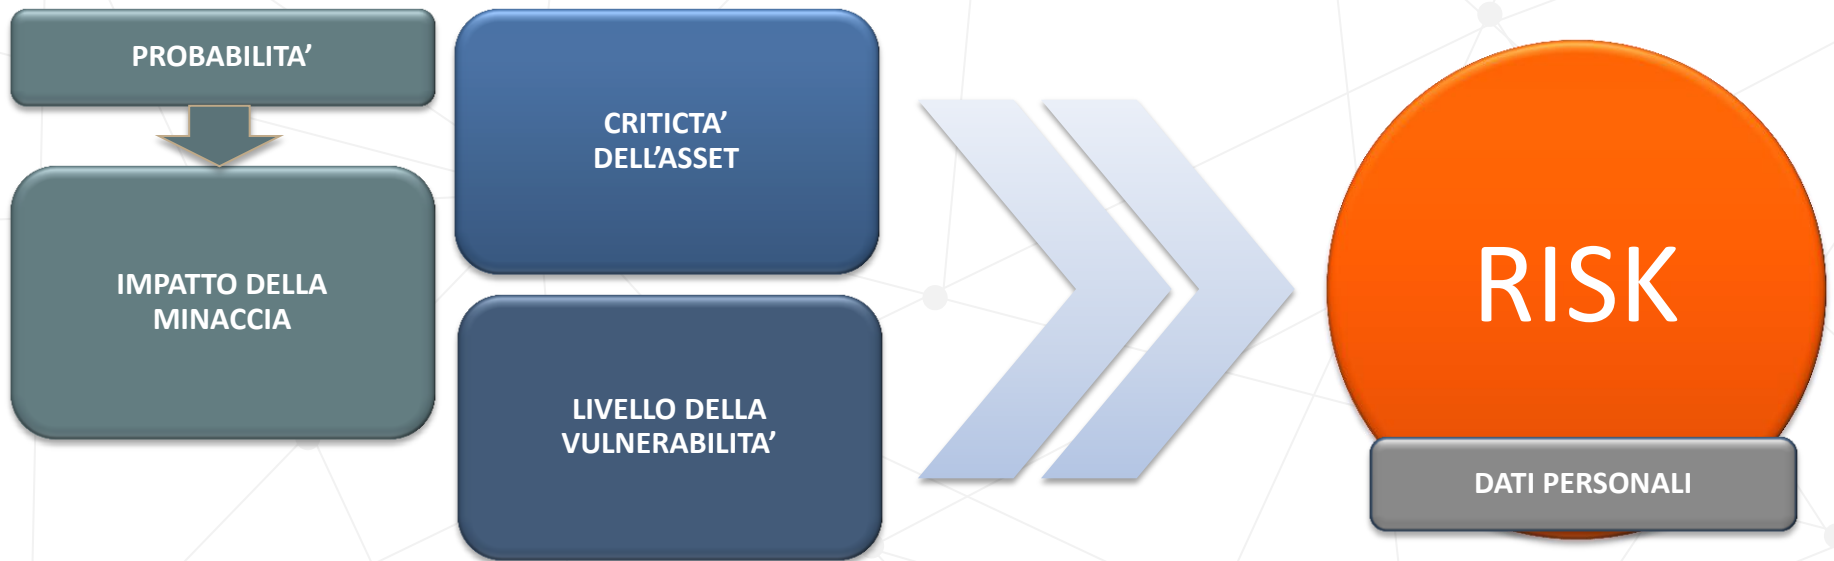 PROBABILITA’
IMPATTO DELLA
MINACCIA
CRITICTA’
DELL’ASSET
LIVELLO DELLA
VULNERABILITA’
RISK
DATI PERSONALI